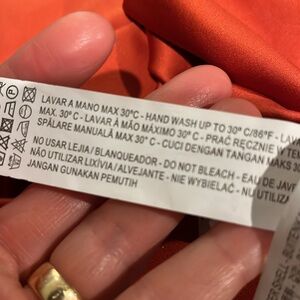 LAVAR A MANO MAX 30°C - HAND WASH UP TO 30° C/86°F - LAV
MAX. 30° C - LAVAR À MÃO MÁXIMO 30° C - PRAĆ RĘCZNIE W TEM
SPĂLARE MANUALĂ MAX 30° C - CUCI DENGAN TANGAN MAKS 30
NO USAR LEJIA / BLANQUEADOR - DO NOT BLEACH - EAU DE JAV
NÃO UTILIZAR LIXÍVIA / ALVEJANTE - NIE WYBIELAĆ - NU UTILIZA
JANGAN GUNAKAN PEMUTIH